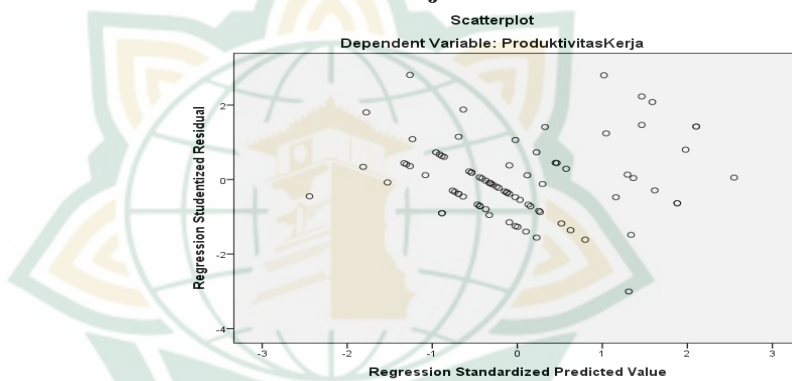 Scatterplot
Dependent Variable: ProduktivitasKerja
Regression Studentized Residual
2
0
-2
-4
-3
-2
-1
0
1
2
3
Regression Standardized Predicted Value